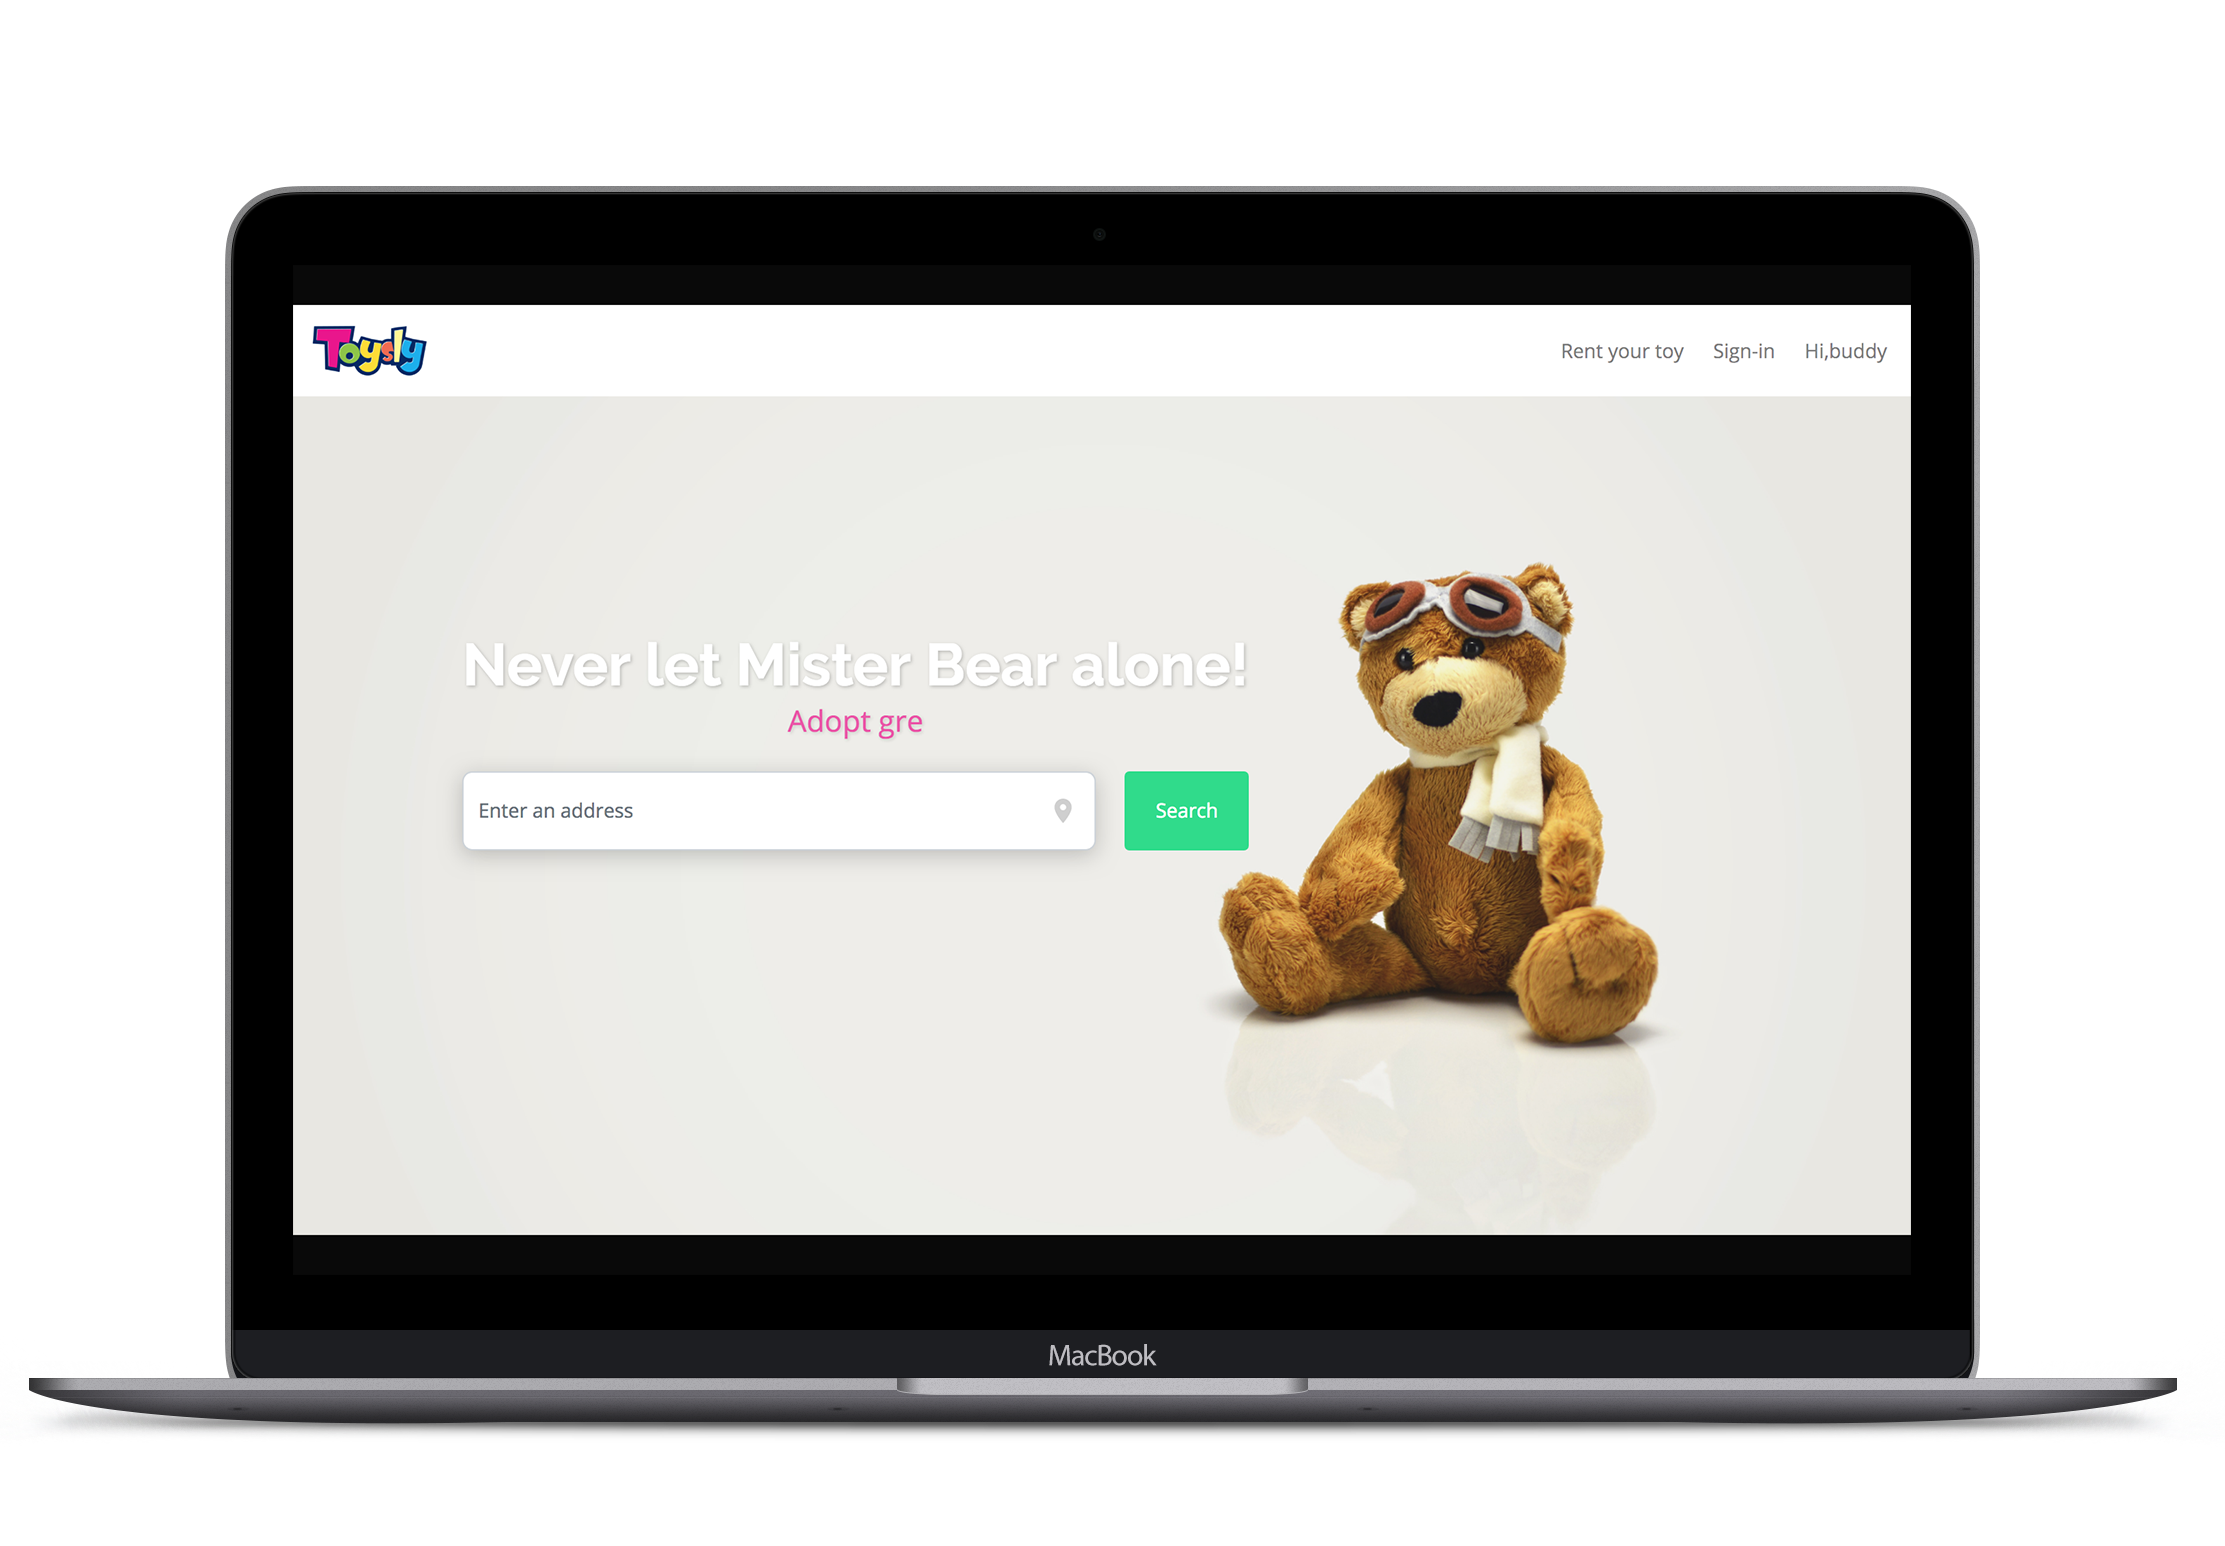 Toysly
Rent your toy Sign-in Hi,buddy
Never let Mister Bear alone!
Adopt gre
Enter an address
Search
MacBook